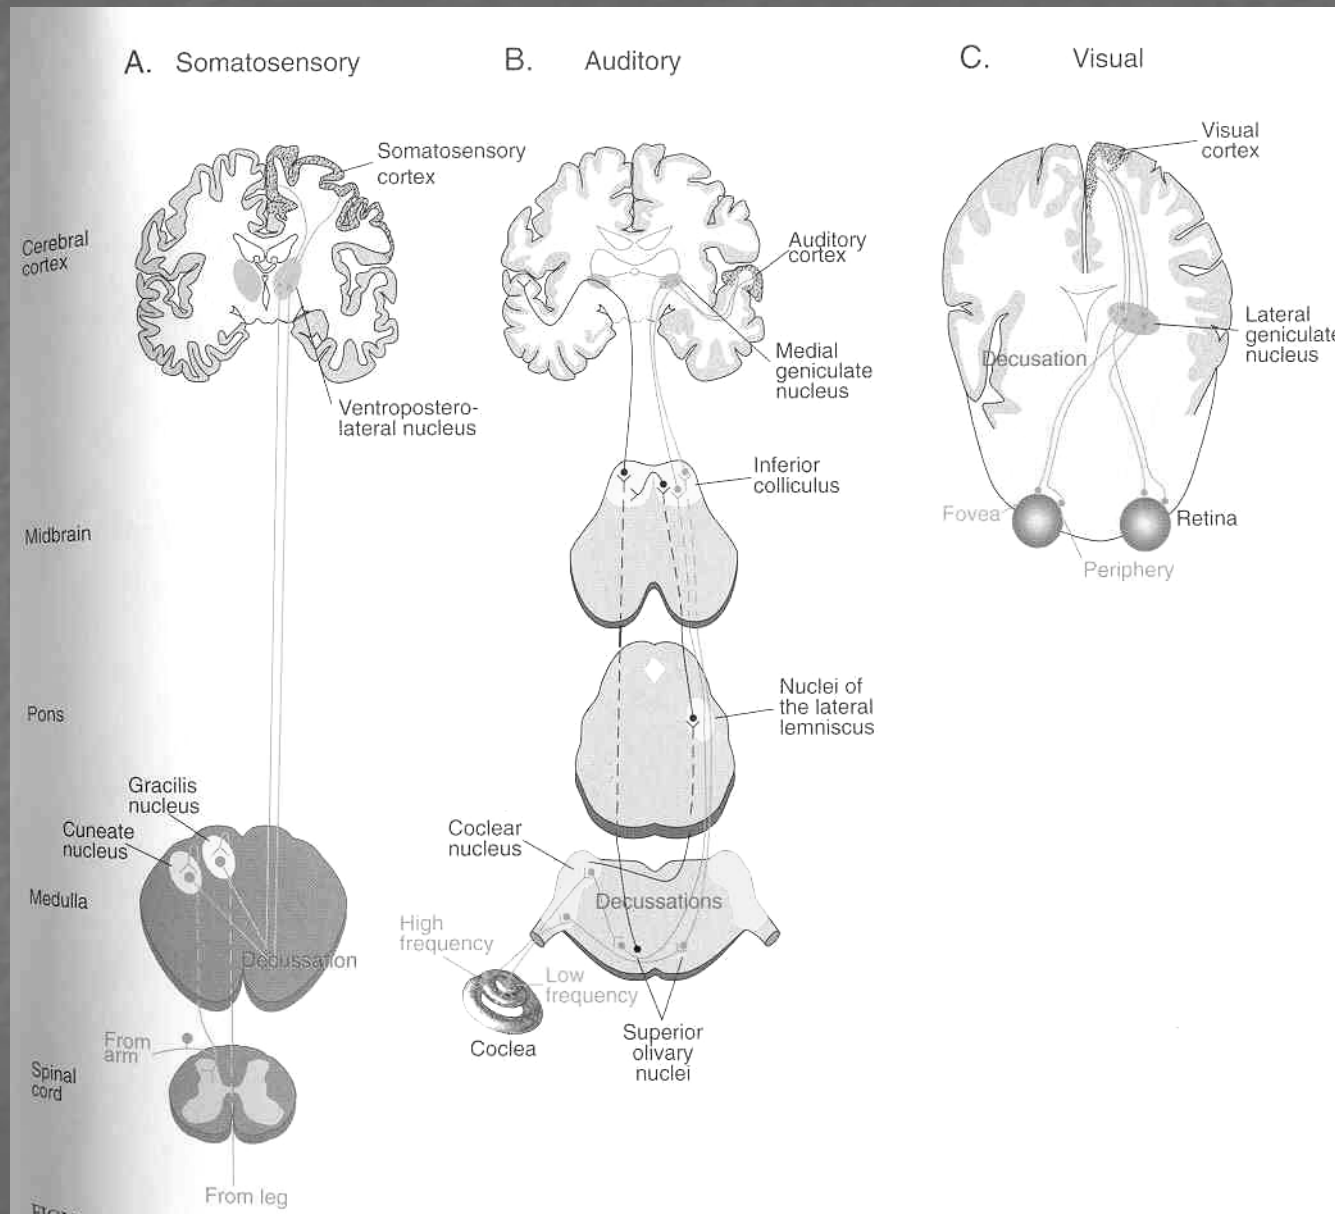 A. Somatosensory
B. Auditory
C. Visual
Somatosensory
cortex
Cerebral
cortex
Ventropostero-
lateral nucleus
Midbrain
Pons
Gracilis
nucleus
Cuneate
nucleus
Medulla
Decussation
From
arm
Spinal
cord
From leg
Auditory
cortex
Medial
geniculate
nucleus
Inferior
colliculus
Nuclei of
the lateral
lemniscus
Coclear
nucleus
Decussations
High
frequency
Low
frequency
Coclea
Superior
olivary
nuclei
Visual
cortex
Lateral
geniculate
nucleus
Decusation
Fovea
Retina
Periphery